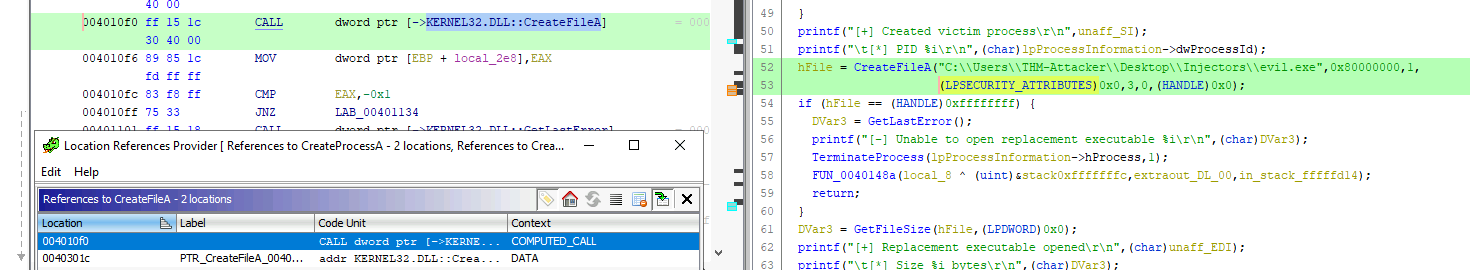 40 00
004010f0 ff 15 1c CALL dword ptr [->KERNEL32.DLL::CreateFileA] = 000
30 40 00
004010f6 89 85 1c MOV dword ptr [EBP + local_2e8],EAX
fd ff ff
004010fc 83 f8 ff CMP EAX,-0x1
004010ff 75 33 JNZ LAB_00401134
00401101 ff 15 18 CALL dword ptr [->KERNEL32.DLL::GetLastError] = 000
Location References Provider [ References to CreateProcessA - 2 locations, References to Crea...
Edit Help
References to CreateFileA - 2 locations
Location Label Code Unit Context
004010f0 CALL dword ptr [->KERNE... COMPUTED_CALL
0040301c PTR_CreateFileA_0040... addr KERNEL32.DLL::Crea... DATA
49 }
50 printf("[+] Created victim process\r\n",unaff_SI);
51 printf("\t[*] PID %i\r\n",(char)lpProcessInformation->dwProcessId);
52 hFile = CreateFileA("C:\\Users\\THM-Attacker\\Desktop\\Injectors\\evil.exe",0x80000000,1,
53 (LPSECURITY_ATTRIBUTES)0x0,3,0,(HANDLE)0x0);
54 if (hFile == (HANDLE)0xffffffff) {
55 DVar3 = GetLastError();
56 printf("[-] Unable to open replacement executable %i\r\n",(char)DVar3);
57 TerminateProcess(lpProcessInformation->hProcess,1);
58 FUN_0040148a(local_8 ^ (uint)&stack0xfffffffc,extraout_DL_00,in_stack_fffffd14);
59 return;
60 }
61 DVar3 = GetFileSize(hFile,(LPDWORD)0x0);
62 printf("[+] Replacement executable opened\r\n",(char)unaff_EDI);
63 printf("\t[*] Size %i bytes\r\n",(char)DVar3);